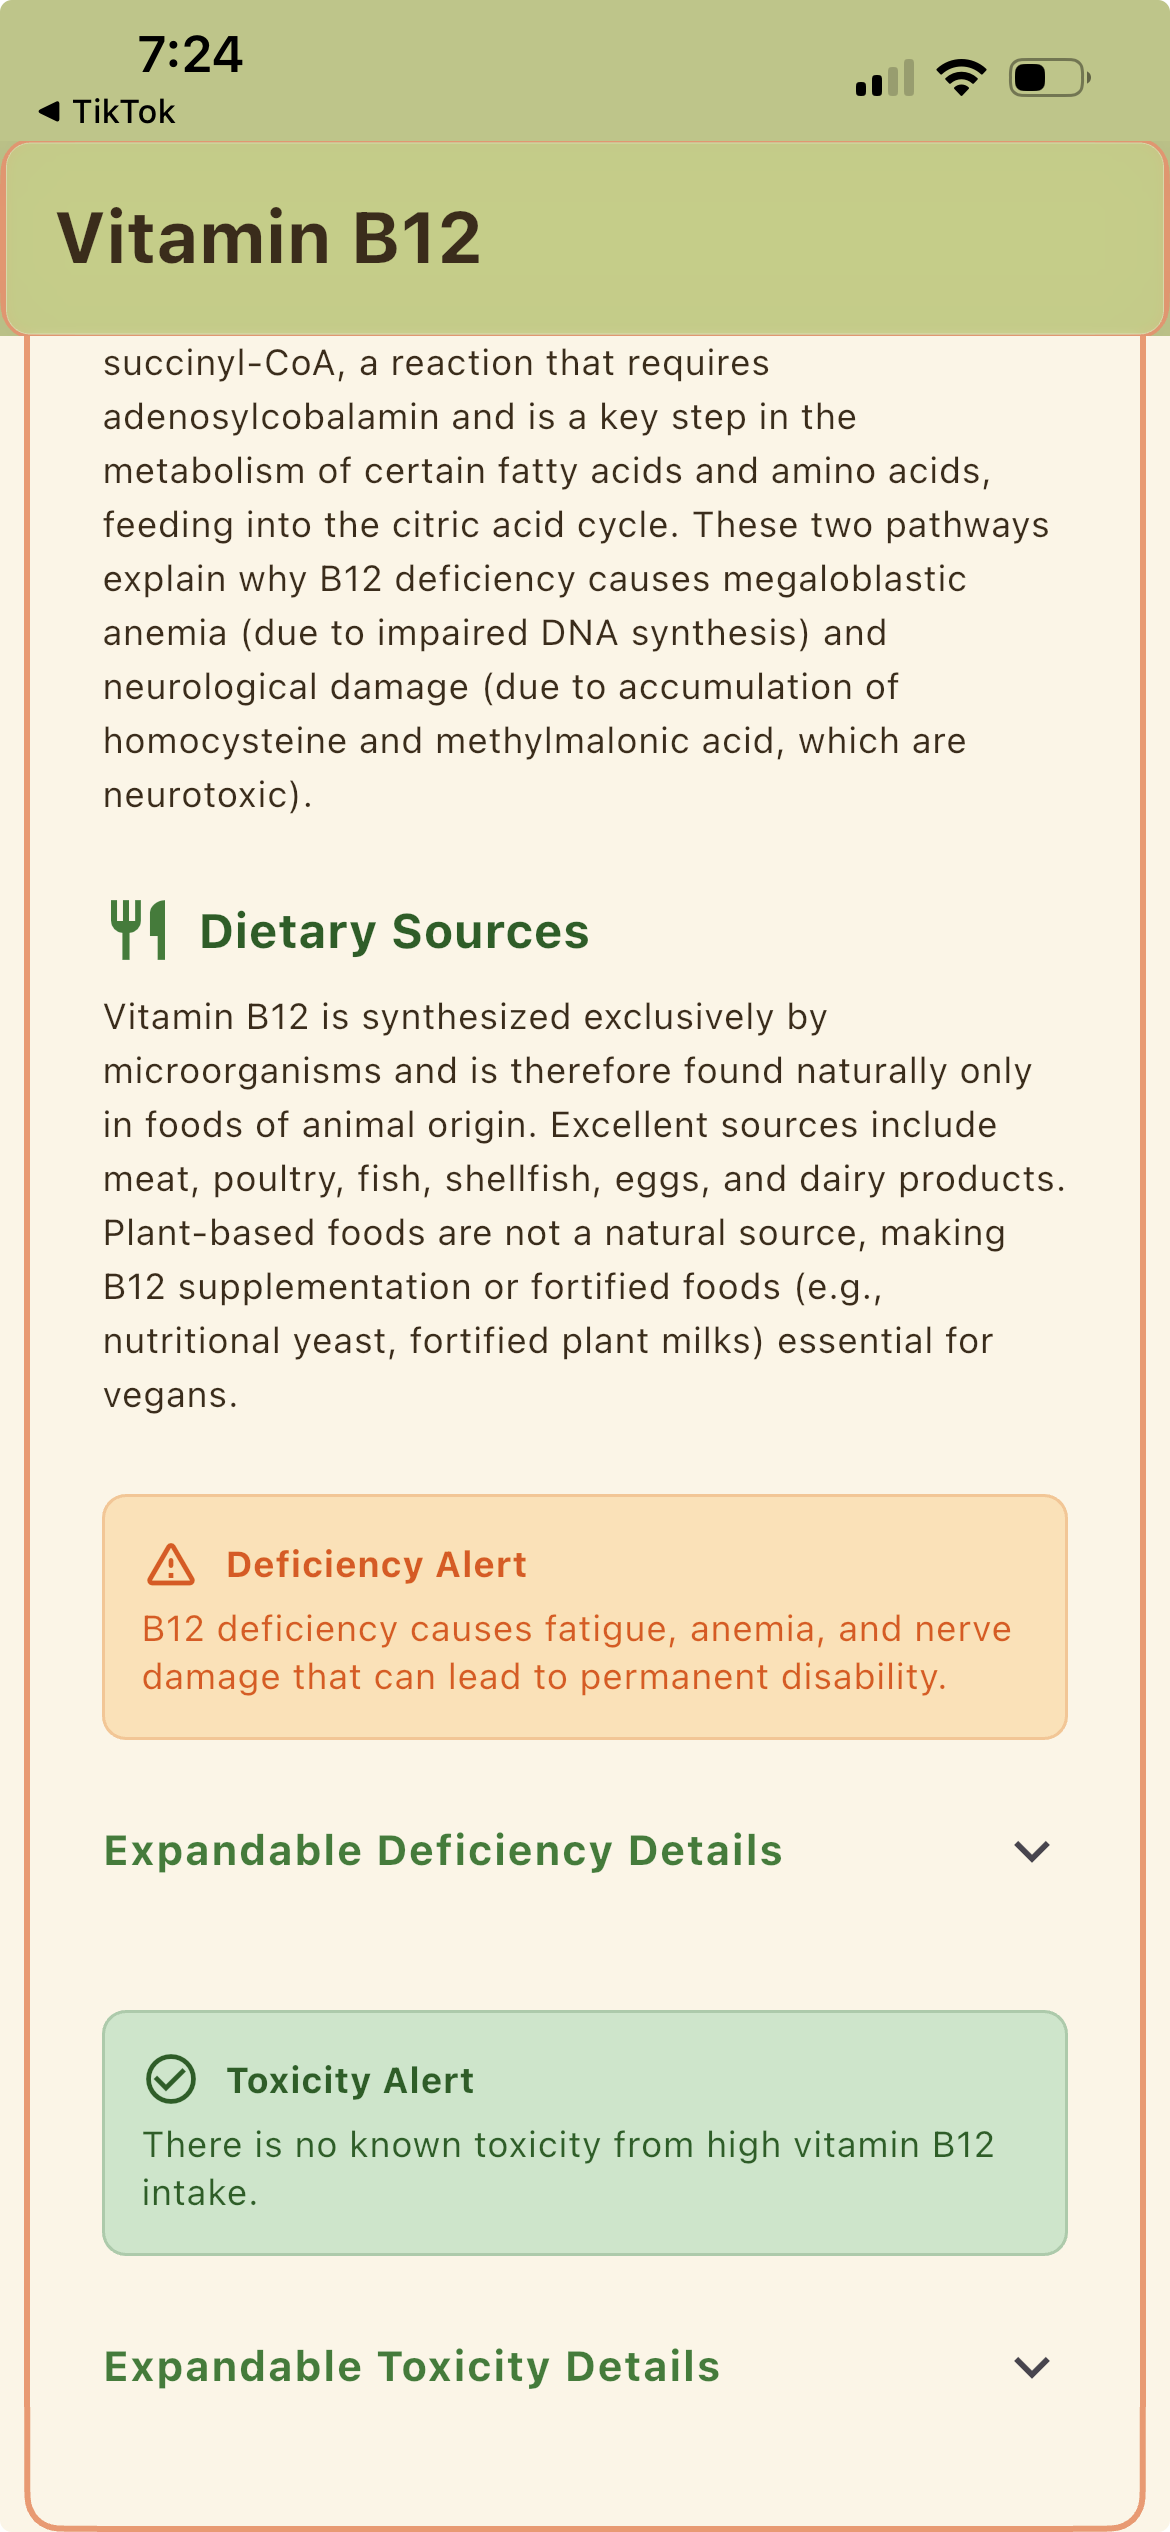 7:24
◀ TikTok
Vitamin B12
succinyl-CoA, a reaction that requires
adenosylcobalamin and is a key step in the
metabolism of certain fatty acids and amino acids,
feeding into the citric acid cycle. These two pathways
explain why B12 deficiency causes megaloblastic
anemia (due to impaired DNA synthesis) and
neurological damage (due to accumulation of
homocysteine and methylmalonic acid, which are
neurotoxic).
Dietary Sources
Vitamin B12 is synthesized exclusively by
microorganisms and is therefore found naturally only
in foods of animal origin. Excellent sources include
meat, poultry, fish, shellfish, eggs, and dairy products.
Plant-based foods are not a natural source, making
B12 supplementation or fortified foods (e.g.,
nutritional yeast, fortified plant milks) essential for
vegans.
Deficiency Alert
B12 deficiency causes fatigue, anemia, and nerve
damage that can lead to permanent disability.
Expandable Deficiency Details
Toxicity Alert
There is no known toxicity from high vitamin B12
intake.
Expandable Toxicity Details